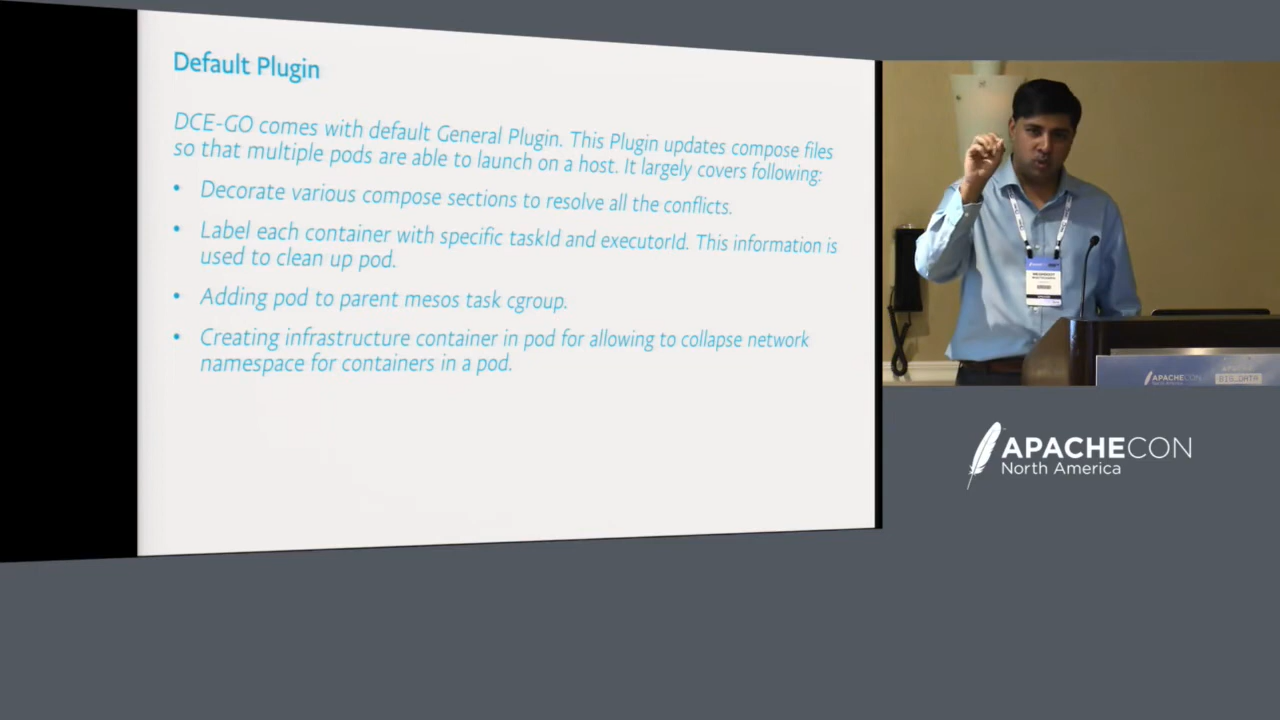 Default Plugin
DCE-GO comes with default General Plugin. This Plugin updates compose files
so that multiple pods are able to launch on a host. It largely covers following:
• Decorate various compose sections to resolve all the conflicts.
• Label each container with specific taskId and executorId. This information is
used to clean up pod.
• Adding pod to parent mesos task cgroup.
• Creating infrastructure container in pod for allowing to collapse network
namespace for containers in a pod.
APACHECON
BIG_DATA
APACHECON
North America